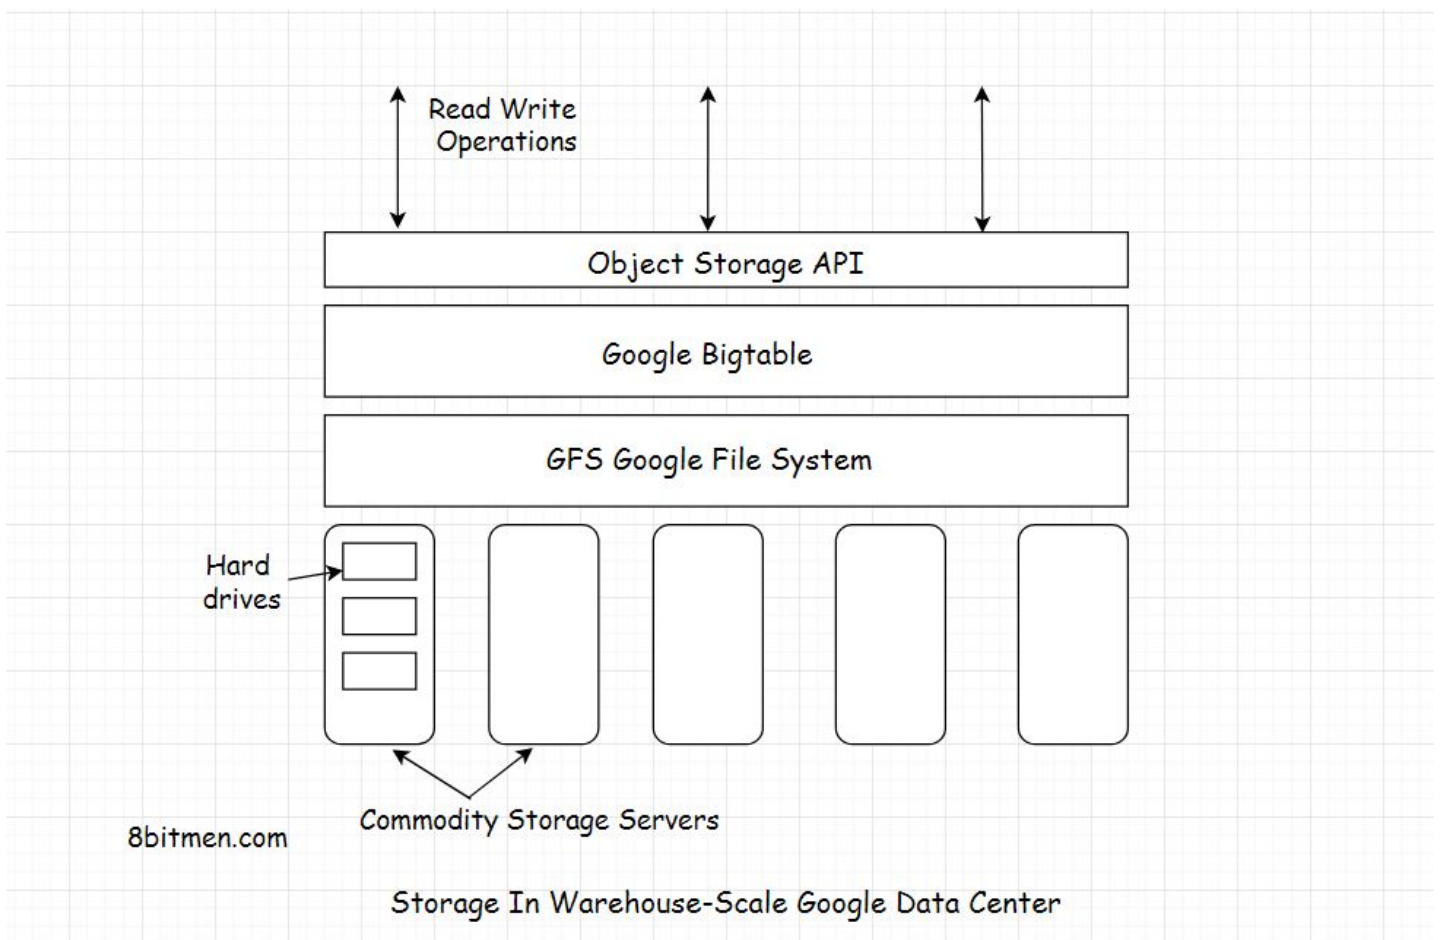 Read Write
Operations
Object Storage API
Google Bigtable
GFS Google File System
Hard
drives
Commodity Storage Servers
8bitmen.com
Storage In Warehouse-Scale Google Data Center